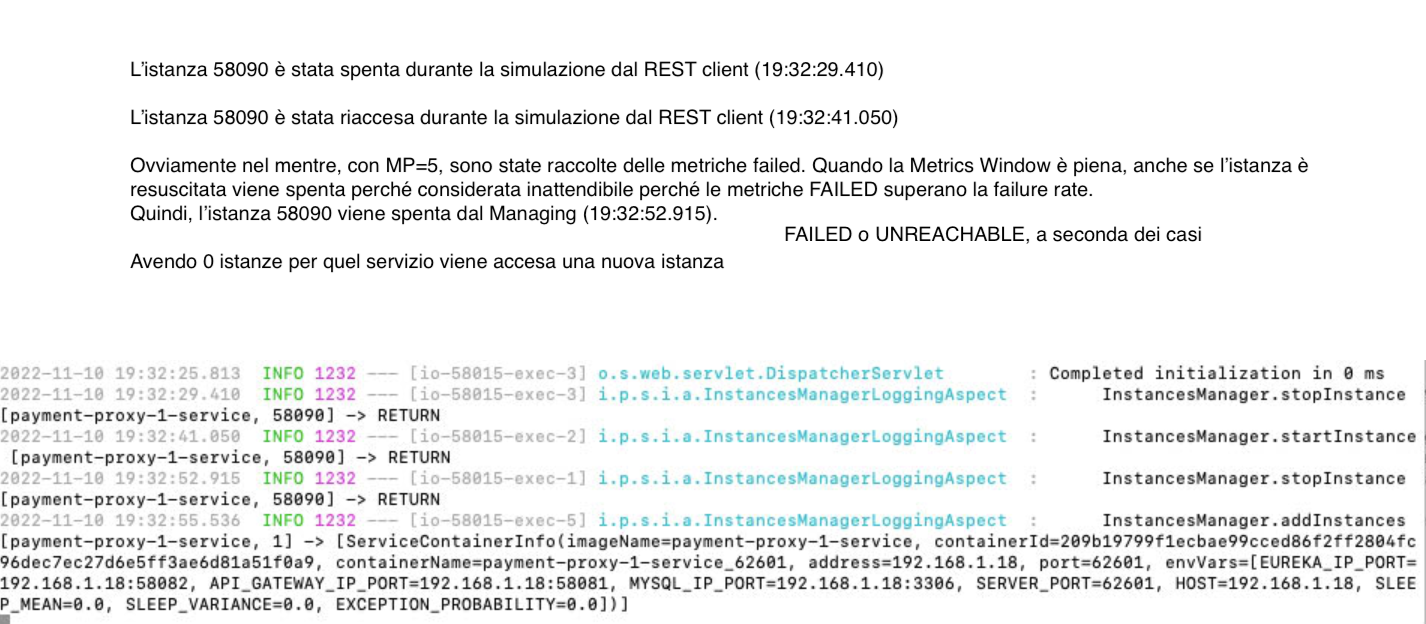 L'istanza 58090 è stata spenta durante la simulazione dal REST client (19:32:29.410)
L'istanza 58090 è stata riaccesa durante la simulazione dal REST client (19:32:41.050)
Ovviamente nel mentre, con MP=5, sono state raccolte delle metriche failed. Quando la Metrics Window è piena, anche se l'istanza è
resuscitata viene spenta perché considerata inattendibile perché le metriche FAILED superano la failure rate.
Quindi, l'istanza 58090 viene spenta dal Managing (19:32:52.915).
FAILED o UNREACHABLE, a seconda dei casi
Avendo 0 istanze per quel servizio viene accesa una nuova istanza
2022-11-10 19:32:25.813  INFO 1232 --- [io-58015-exec-3] o.s.web.servlet.DispatcherServlet        : Completed initialization in 0 ms
2022-11-10 19:32:29.410  INFO 1232 --- [io-58015-exec-3] i.p.s.i.a.InstancesManagerLoggingAspect  :      InstancesManager.stopInstance
[payment-proxy-1-service, 58090] -> RETURN
2022-11-10 19:32:41.050  INFO 1232 --- [io-58015-exec-2] i.p.s.i.a.InstancesManagerLoggingAspect  :      InstancesManager.startInstance
[payment-proxy-1-service, 58090] -> RETURN
2022-11-10 19:32:52.915  INFO 1232 --- [io-58015-exec-1] i.p.s.i.a.InstancesManagerLoggingAspect  :      InstancesManager.stopInstance
[payment-proxy-1-service, 58090] -> RETURN
2022-11-10 19:32:55.536  INFO 1232 --- [io-58015-exec-5] i.p.s.i.a.InstancesManagerLoggingAspect  :      InstancesManager.addInstances
[payment-proxy-1-service, 1] -> [ServiceContainerInfo(imageName=payment-proxy-1-service, containerId=209b19799f1ecbae99cced86f2ff2804fc
96dec7ec27d6e5ff3ae6d81a51f0a9, containerName=payment-proxy-1-service_62601, address=192.168.1.18, port=62601, envVars=[EUREKA_IP_PORT=
192.168.1.18:58082, API_GATEWAY_IP_PORT=192.168.1.18:58081, MYSQL_IP_PORT=192.168.1.18:3306, SERVER_PORT=62601, HOST=192.168.1.18, SLEE
P_MEAN=0.0, SLEEP_VARIANCE=0.0, EXCEPTION_PROBABILITY=0.0])]